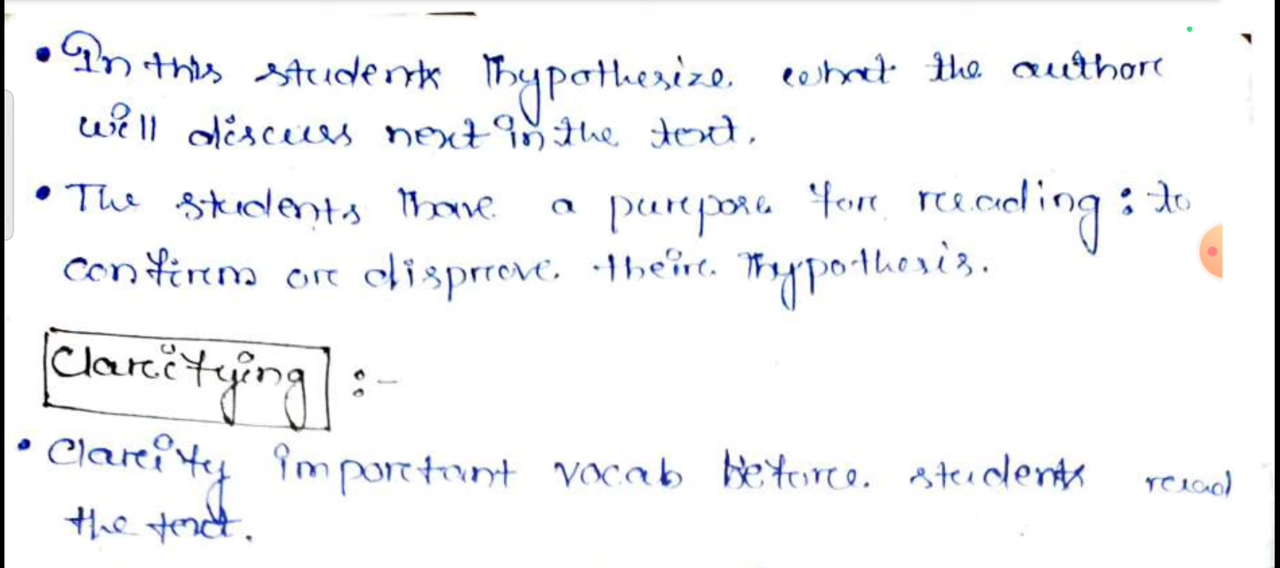 • In this students hypothesize what the author
will discuss next in the text.
• The students have a purpose for reading : to
confirm or disprove their hypothesis.
Clarifying :-
• Clarify important vocab before students read
the text.